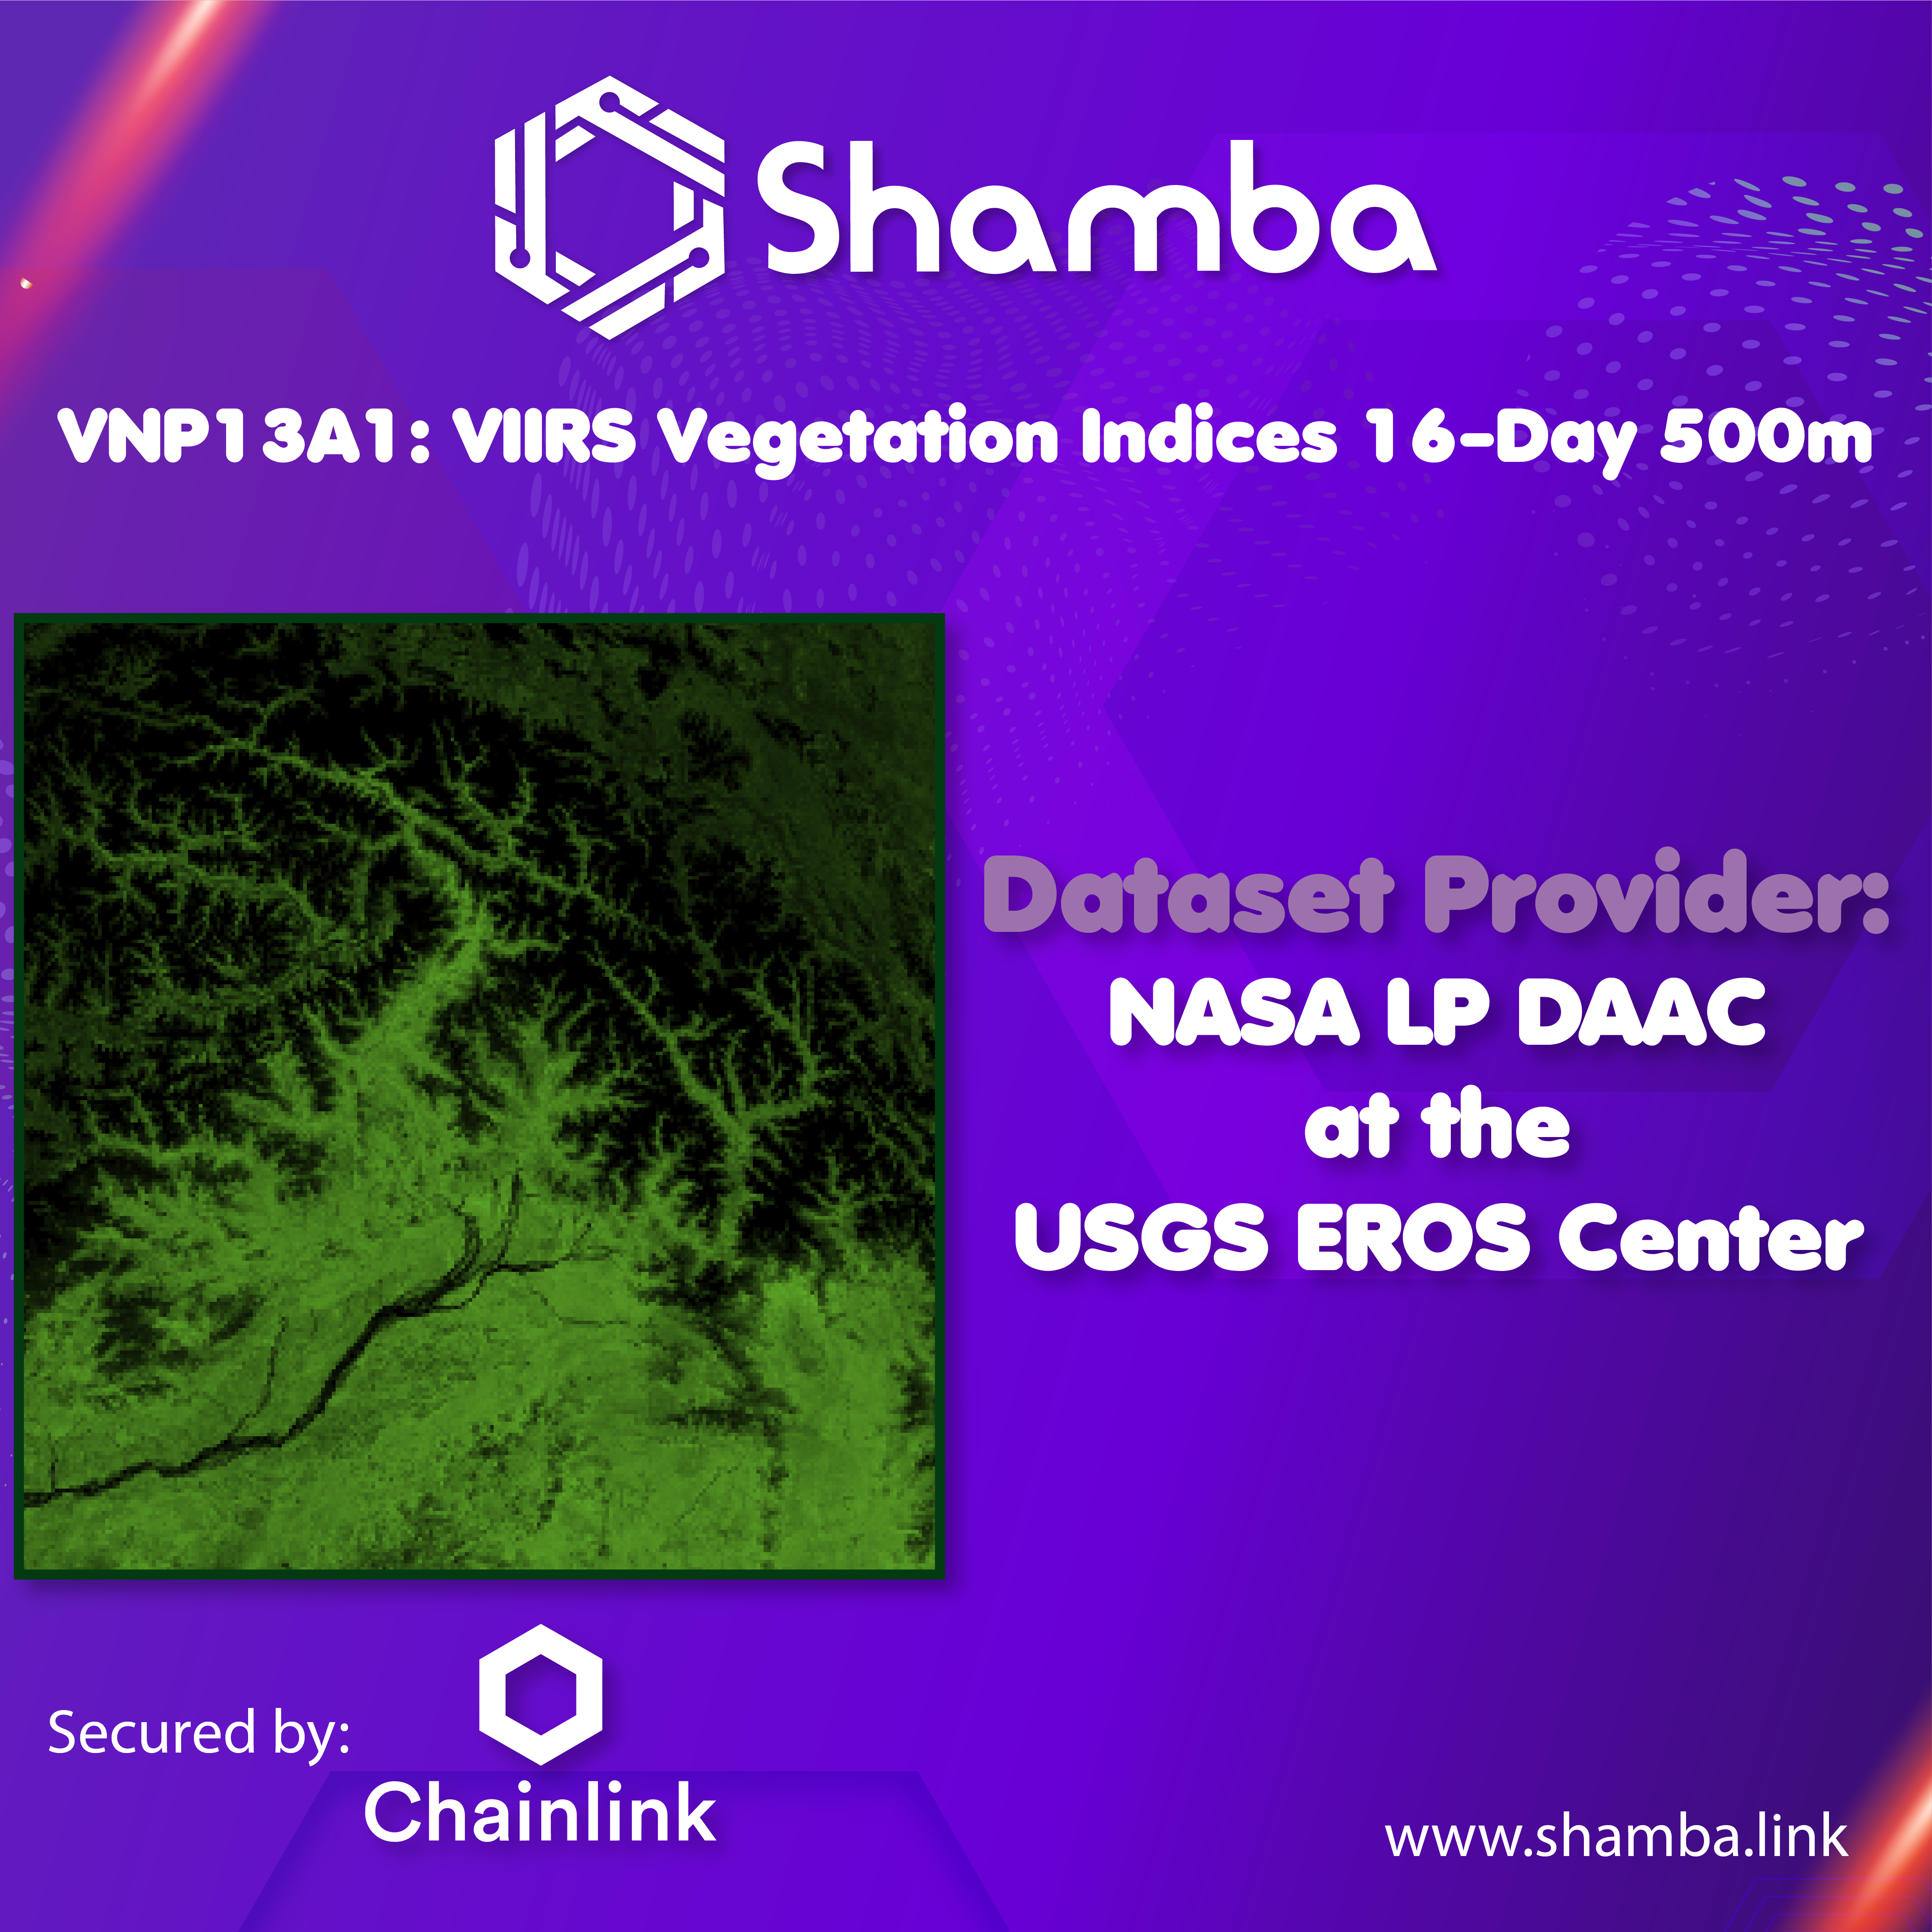 Shamba
VNP13A1: VIIRS Vegetation Indices 16-Day 500m
Dataset Provider:
NASA LP DAAC
at the
USGS EROS Center
Secured by:
Chainlink
www.shamba.link